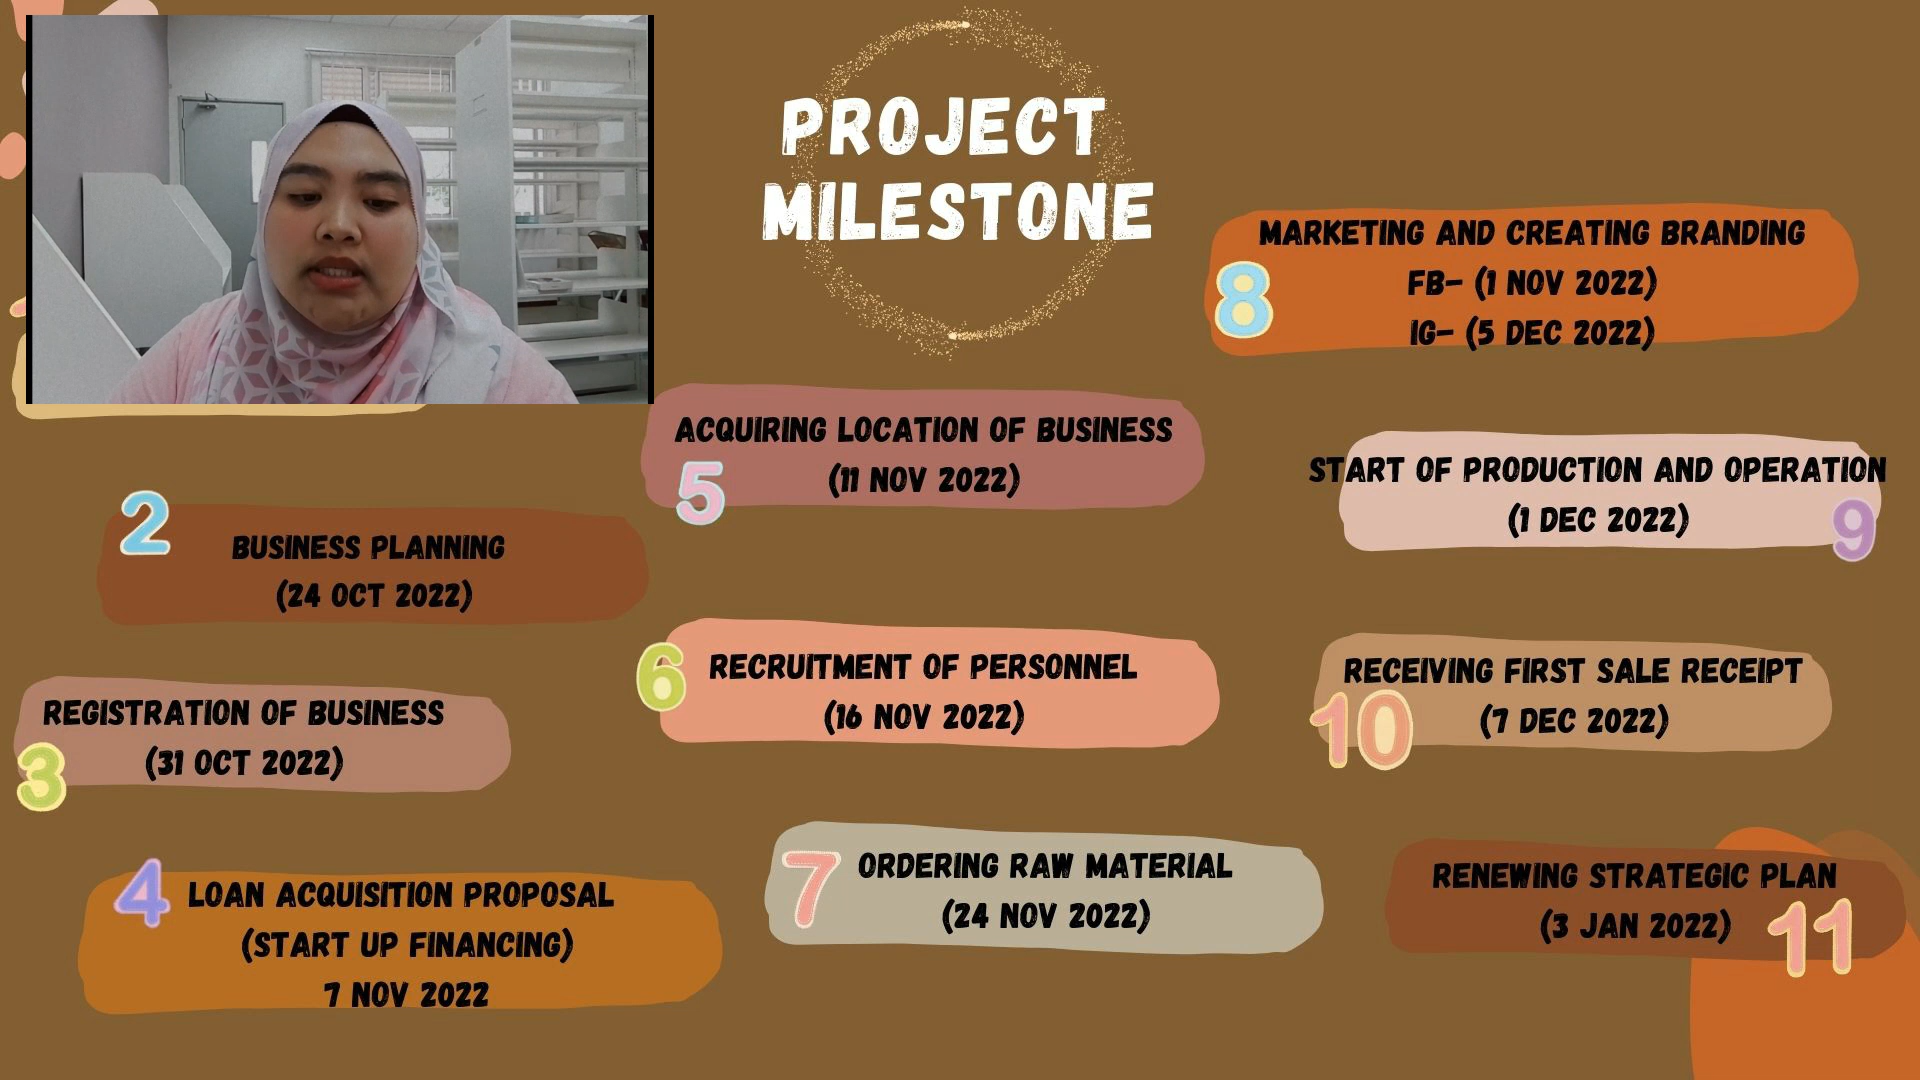 PROJECT
MILESTONE
2
BUSINESS PLANNING
(24 OCT 2022)
3
REGISTRATION OF BUSINESS
(31 OCT 2022)
4
LOAN ACQUISITION PROPOSAL
(START UP FINANCING)
7 NOV 2022
5
ACQUIRING LOCATION OF BUSINESS
(11 NOV 2022)
6
RECRUITMENT OF PERSONNEL
(16 NOV 2022)
7
ORDERING RAW MATERIAL
(24 NOV 2022)
8
MARKETING AND CREATING BRANDING
FB- (1 NOV 2022)
IG- (5 DEC 2022)
9
START OF PRODUCTION AND OPERATION
(1 DEC 2022)
10
RECEIVING FIRST SALE RECEIPT
(7 DEC 2022)
11
RENEWING STRATEGIC PLAN
(3 JAN 2022)